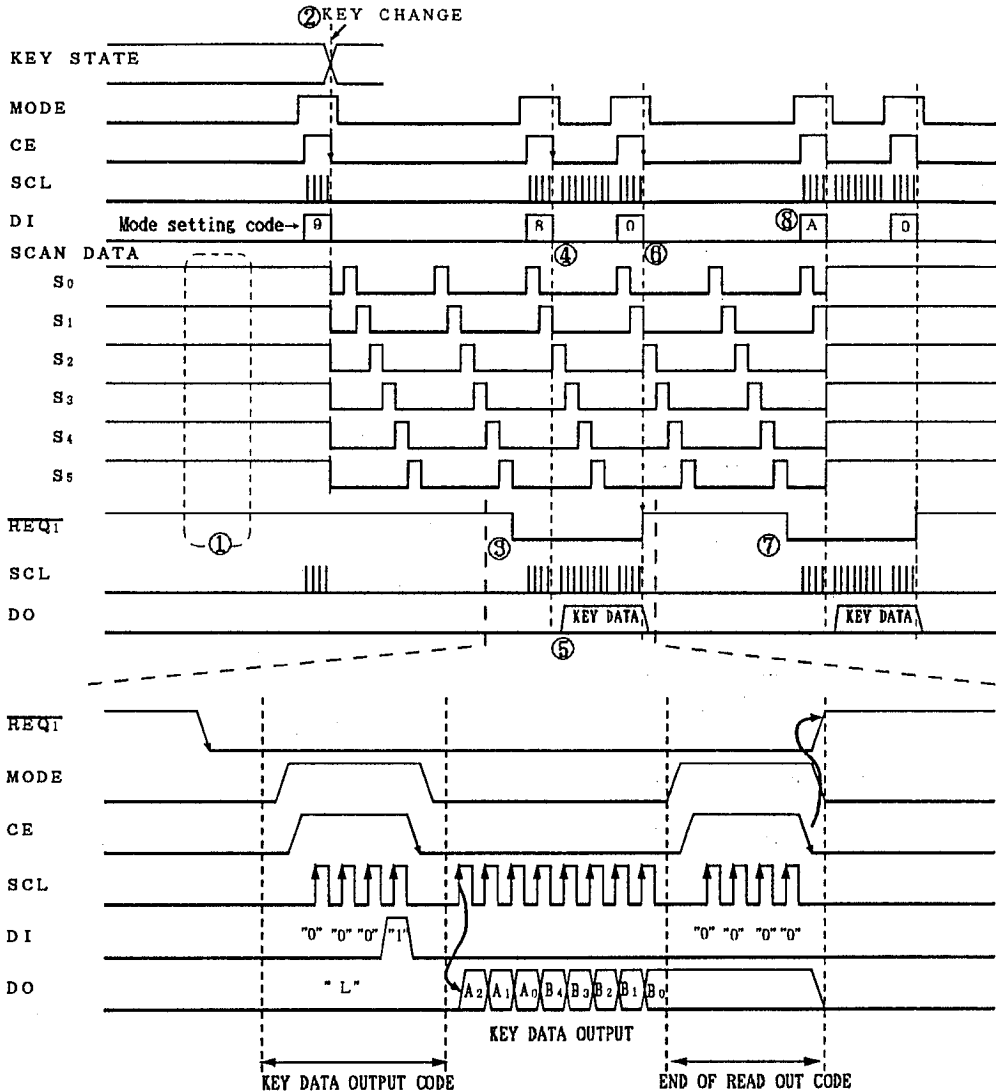 ② KEY CHANGE
KEY STATE
MODE
CE
SCL
DI Mode setting code→ 9 8 0 ⑧ A 0
SCAN DATA ④ ⑥
S0
S1
S2
S3
S4
S5
REQ1 ① ③ ⑦
SCL
DO KEY DATA KEY DATA
⑤
REQ1
MODE
CE
SCL
DI "0" "0" "0" "1" "0" "0" "0" "0"
DO "L" A2 A1 A0 B4 B3 B2 B1 B0
KEY DATA OUTPUT
KEY DATA OUTPUT CODE END OF READ OUT CODE